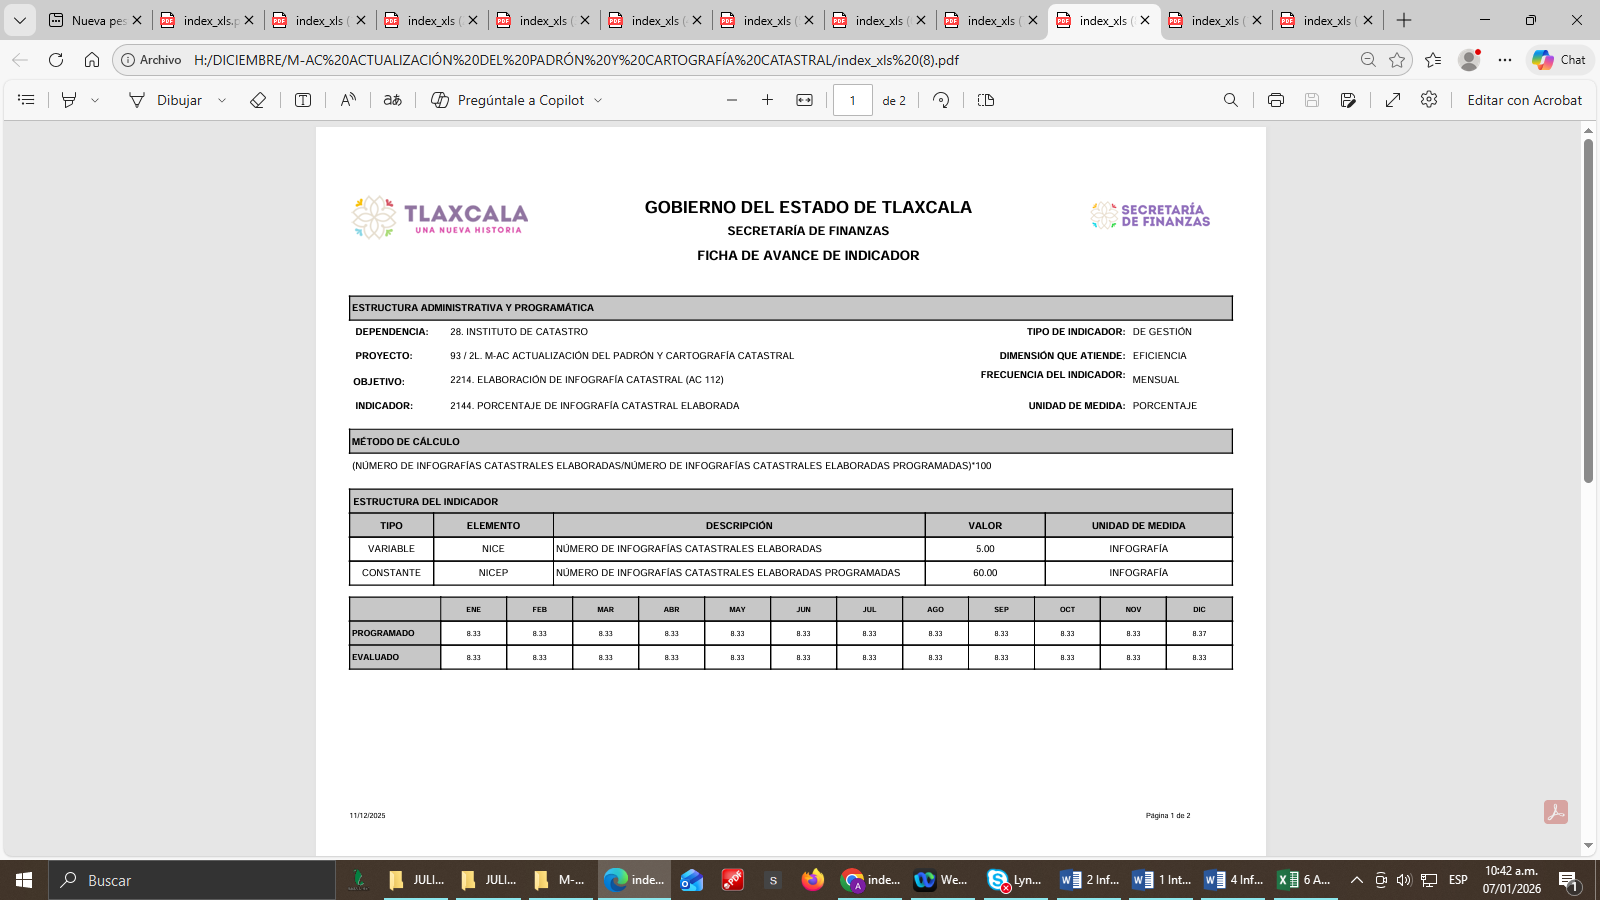 Nueva pes
index_xls.p
index_xls (
index_xls (
index_xls (
index_xls (
index_xls (
index_xls (
index_xls (
index_xls (
index_xls (
index_xls (
Archivo
H:/DICIEMBRE/M-AC%20ACTUALIZACIÓN%20DEL%20PADRÓN%20Y%20CARTOGRAFÍA%20CATASTRAL/index_xls%20(8).pdf
Chat
Dibujar
Pregúntale a Copilot
1
de 2
Editar con Acrobat
TLAXCALA
UNA NUEVA HISTORIA
GOBIERNO DEL ESTADO DE TLAXCALA
SECRETARÍA DE FINANZAS
FICHA DE AVANCE DE INDICADOR
SECRETARÍA
DE FINANZAS
ESTRUCTURA ADMINISTRATIVA Y PROGRAMÁTICA
DEPENDENCIA: 28. INSTITUTO DE CATASTRO TIPO DE INDICADOR: DE GESTIÓN
PROYECTO: 93 / 2L. M-AC ACTUALIZACIÓN DEL PADRÓN Y CARTOGRAFÍA CATASTRAL DIMENSIÓN QUE ATIENDE: EFICIENCIA
OBJETIVO: 2214. ELABORACIÓN DE INFOGRAFÍA CATASTRAL (AC 112) FRECUENCIA DEL INDICADOR: MENSUAL
INDICADOR: 2144. PORCENTAJE DE INFOGRAFÍA CATASTRAL ELABORADA UNIDAD DE MEDIDA: PORCENTAJE
MÉTODO DE CÁLCULO
(NÚMERO DE INFOGRAFÍAS CATASTRALES ELABORADAS/NÚMERO DE INFOGRAFÍAS CATASTRALES ELABORADAS PROGRAMADAS)*100
ESTRUCTURA DEL INDICADOR
TIPO ELEMENTO DESCRIPCIÓN VALOR UNIDAD DE MEDIDA
VARIABLE NICE NÚMERO DE INFOGRAFÍAS CATASTRALES ELABORADAS 5.00 INFOGRAFÍA
CONSTANTE NICEP NÚMERO DE INFOGRAFÍAS CATASTRALES ELABORADAS PROGRAMADAS 60.00 INFOGRAFÍA
ENE FEB MAR ABR MAY JUN JUL AGO SEP OCT NOV DIC
PROGRAMADO 8.33 8.33 8.33 8.33 8.33 8.33 8.33 8.33 8.33 8.33 8.33 8.37
EVALUADO 8.33 8.33 8.33 8.33 8.33 8.33 8.33 8.33 8.33 8.33 8.33 8.33
11/12/2025 Página 1 de 2
Buscar
JULI...
JULI...
M-...
inde...
inde...
We...
Lyn...
2 Inf...
1 Int...
4 Inf...
6 A...
ESP
10:42 a.m.
07/01/2026
1